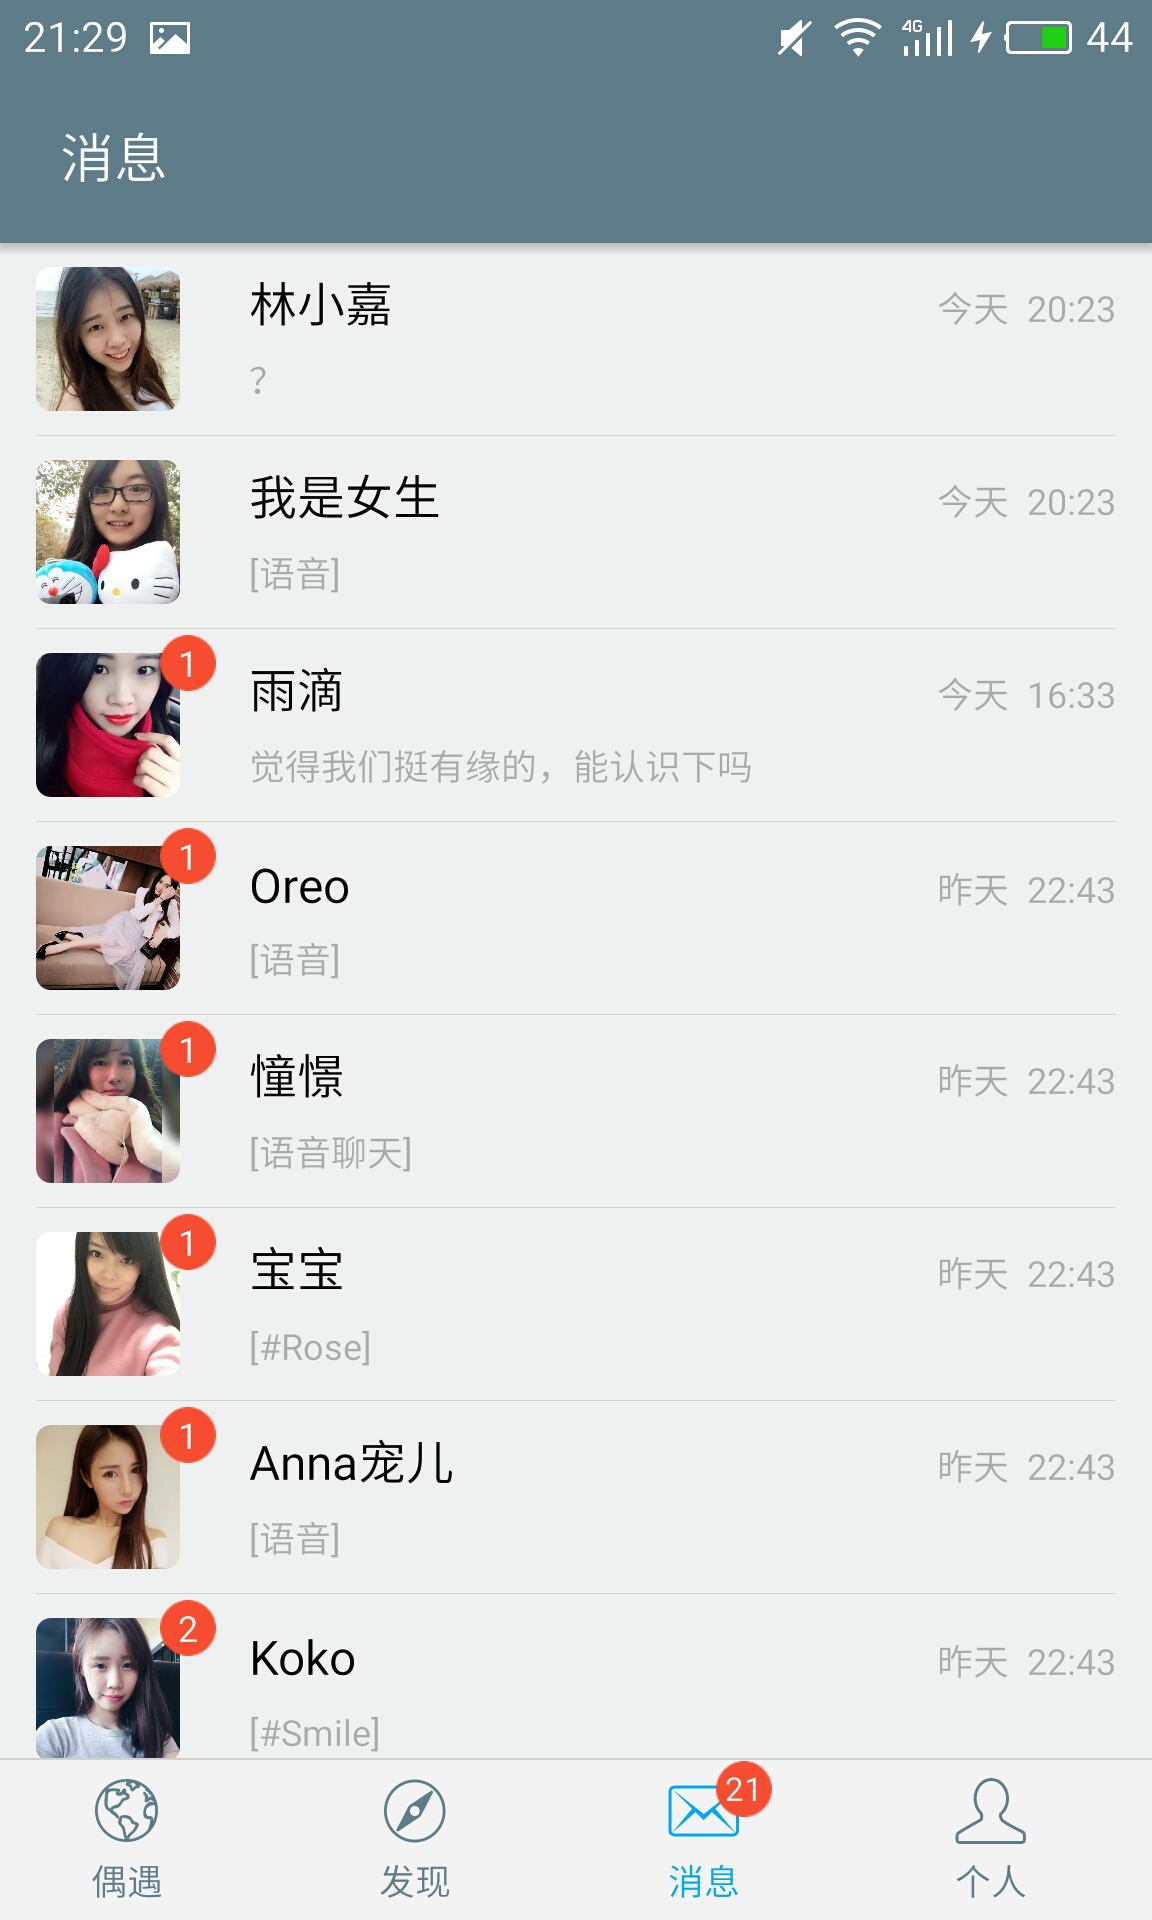 21:29 4G 44
消息
林小嘉 今天 20:23
?
我是女生 今天 20:23
[语音]
1
雨滴 今天 16:33
觉得我们挺有缘的，能认识下吗
1
Oreo 昨天 22:43
[语音]
1
憧憬 昨天 22:43
[语音聊天]
1
宝宝 昨天 22:43
[#Rose]
1
Anna宠儿 昨天 22:43
[语音]
2
Koko 昨天 22:43
[#Smile]
21
偶遇 发现 消息 个人